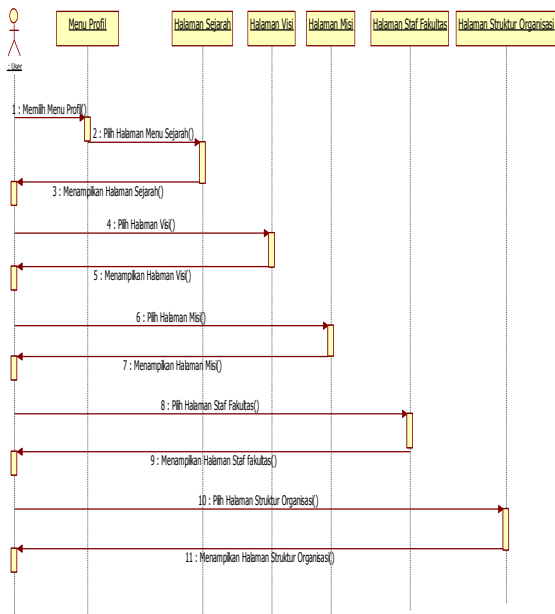 Menu Profil
Halaman Sejarah
Halaman Visi
Halaman Misi
Halaman Staf Fakultas
Halaman Struktur Organisasi
: User
1 : Memilih Menu Profil()
2 : Pilih Halaman Menu Sejarah()
3 : Menampilkan Halaman Sejarah()
4 : Pilih Halaman Visi()
5 : Menampilkan Halaman Visi()
6 : Pilih Halaman Misi()
7 : Menampilkan Halaman Misi()
8 : Pilih Halaman Staf Fakultas()
9 : Menampilkan Halaman Staf fakultas()
10 : Pilih Halaman Struktur Organisasi()
11 : Menampilkan Halaman Struktur Organisasi()